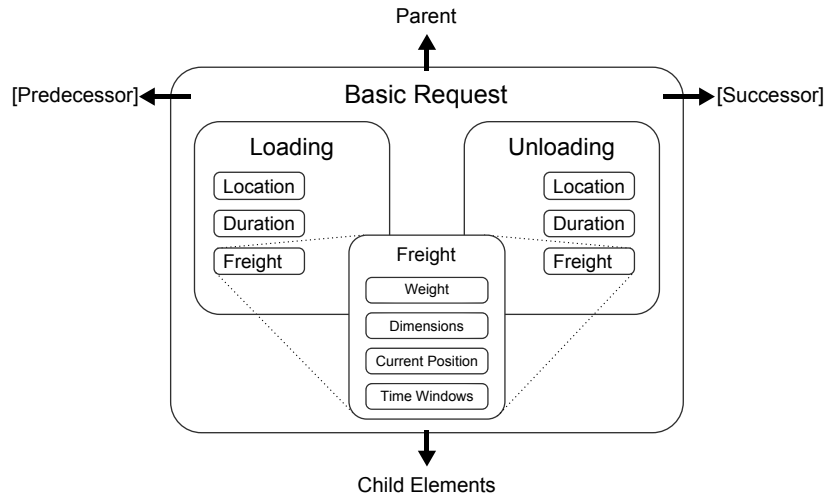 Parent
[Predecessor]
Basic Request
[Successor]
Loading
Unloading
Location
Location
Duration
Duration
Freight
Freight
Freight
Weight
Dimensions
Current Position
Time Windows
Child Elements